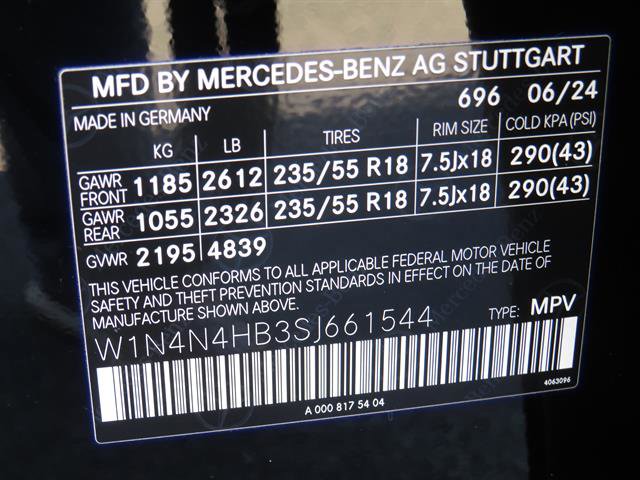 MFD BY MERCEDES-BENZ AG STUTTGART
MADE IN GERMANY 696 06/24
KG LB TIRES RIM SIZE COLD KPA(PSI)
GAWR FRONT 1185 2612 235/55 R18 7.5Jx18 290(43)
GAWR REAR 1055 2326 235/55 R18 7.5Jx18 290(43)
GVWR 2195 4839
THIS VEHICLE CONFORMS TO ALL APPLICABLE FEDERAL MOTOR VEHICLE
SAFETY AND THEFT PREVENTION STANDARDS IN EFFECT ON THE DATE OF
MANUFACTURE SHOWN ABOVE.
W1N4N4HB3SJ661544 TYPE: MPV
4063096
A 000 817 54 04